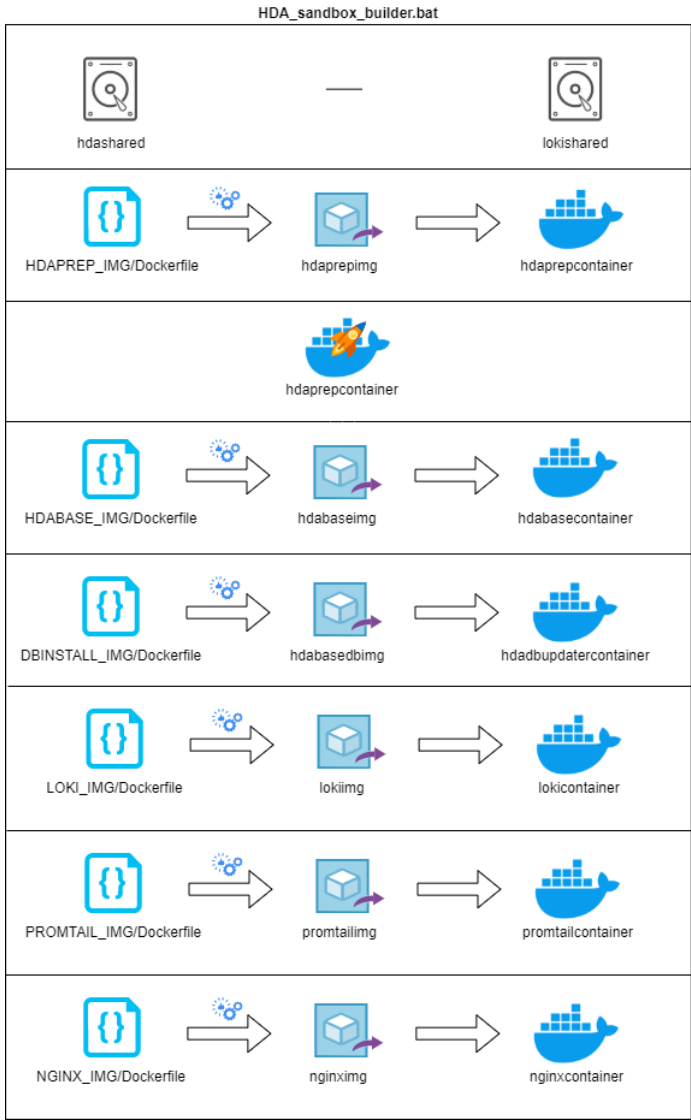 HDA_sandbox_builder.bat
hdashared
lokishared
HDAPREP_IMG/Dockerfile
hdaprepimg
hdaprepcontainer
hdaprepcontainer
HDABASE_IMG/Dockerfile
hdabaseimg
hdabasecontainer
DBINSTALL_IMG/Dockerfile
hdabasedbimg
hdadbupdatercontainer
LOKI_IMG/Dockerfile
lokiimg
lokicontainer
PROMTAIL_IMG/Dockerfile
promtailimg
promtailcontainer
NGINX_IMG/Dockerfile
nginximg
nginxcontainer